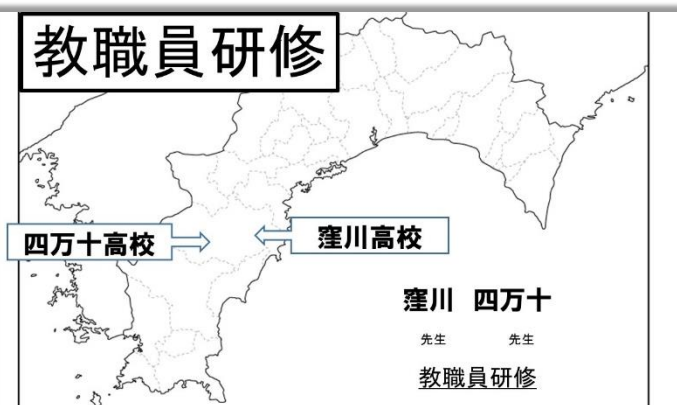 教職員研修
四万十高校
窪川高校
窪川 四万十
先生 先生
教職員研修